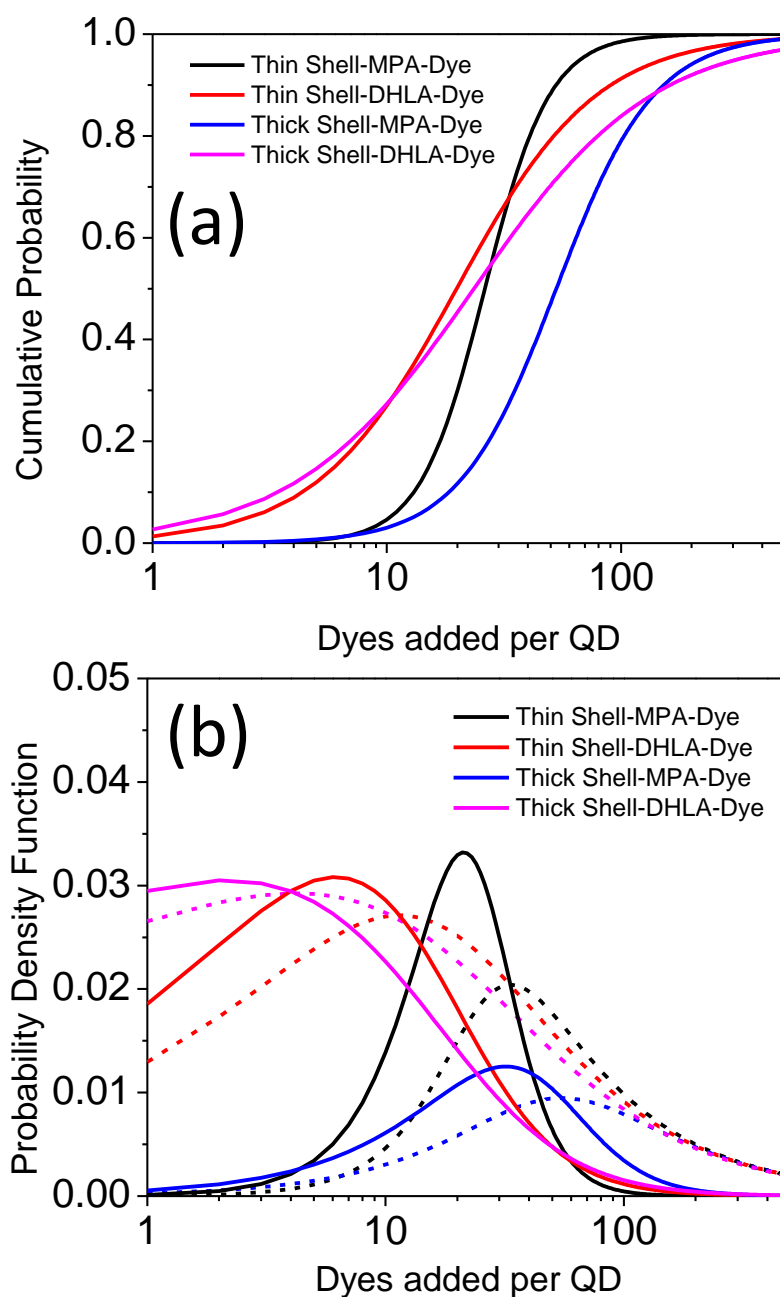 1.0
Thin Shell-MPA-Dye
Thin Shell-DHLA-Dye
Thick Shell-MPA-Dye
Thick Shell-DHLA-Dye
0.8
(a)
0.6
Cumulative Probability
0.4
0.2
0.0
1 10 100
Dyes added per QD
0.05
(b)
Thin Shell-MPA-Dye
Thin Shell-DHLA-Dye
Thick Shell-MPA-Dye
Thick Shell-DHLA-Dye
0.04
0.03
Probability Density Function
0.02
0.01
0.00
1 10 100
Dyes added per QD